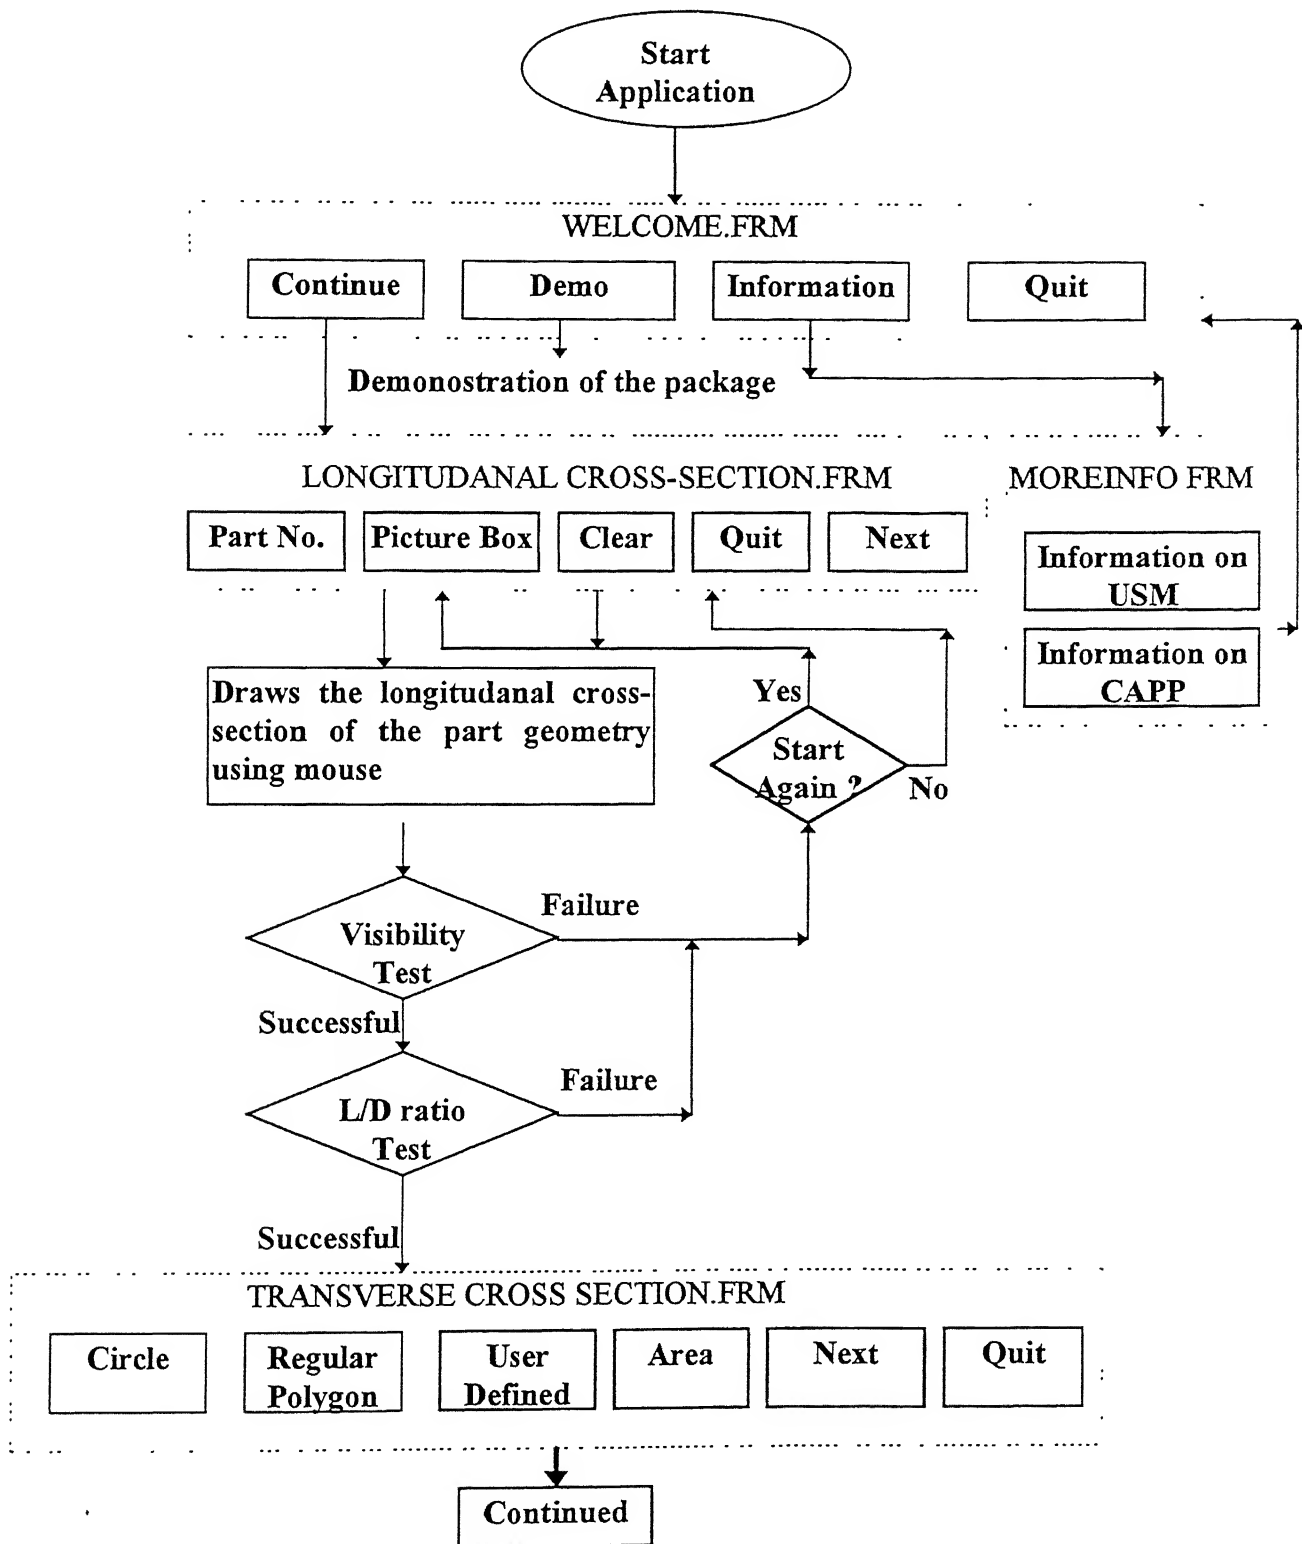 Start
Application
WELCOME.FRM
Continue
Demo
Information
Quit
Demonostration of the package
LONGITUDANAL CROSS-SECTION.FRM
MOREINFO FRM
Part No.
Picture Box
Clear
Quit
Next
Information on
USM
Information on
CAPP
Draws the longitudanal cross-
section of the part geometry
using mouse
Yes
Start
Again ?
No
Failure
Visibility
Test
Successful
Failure
L/D ratio
Test
Successful
TRANSVERSE CROSS SECTION.FRM
Circle
Regular
Polygon
User
Defined
Area
Next
Quit
Continued